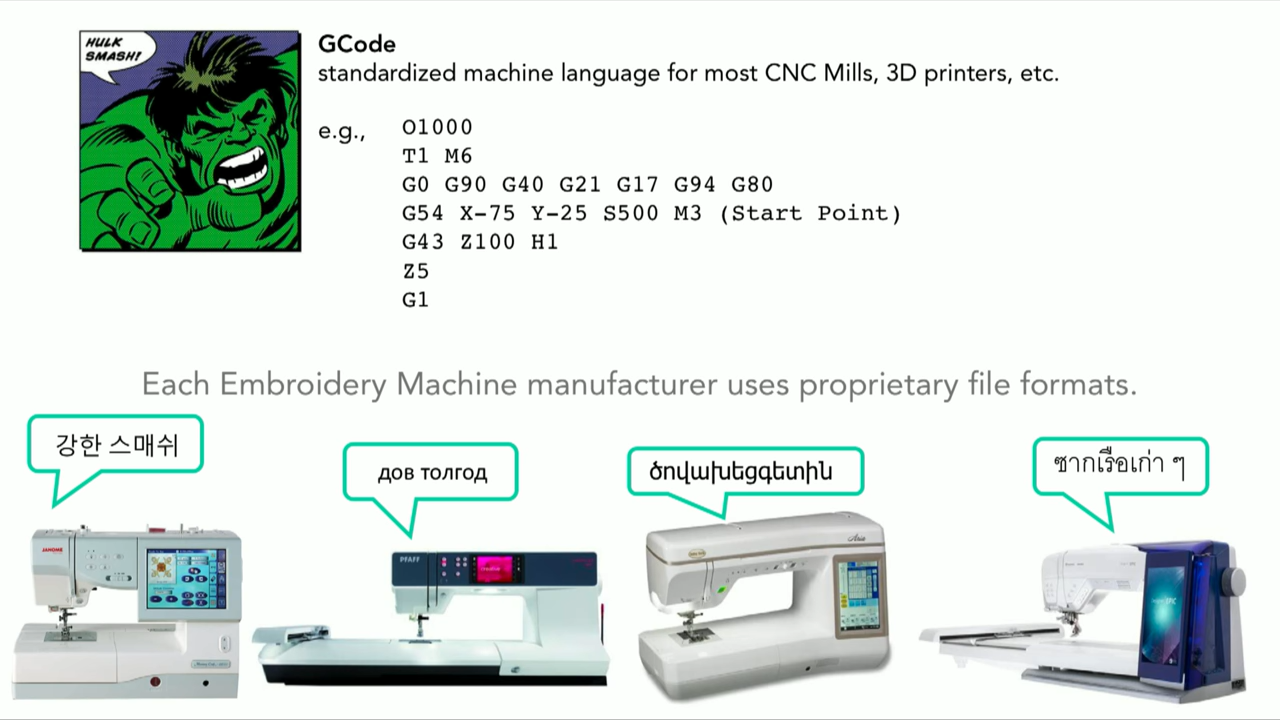 HULK
SMASH!
GCode
standardized machine language for most CNC Mills, 3D printers, etc.
e.g.,
O1000
T1 M6
G0 G90 G40 G21 G17 G94 G80
G54 X-75 Y-25 S500 M3 (Start Point)
G43 Z100 H1
Z5
G1
Each Embroidery Machine manufacturer uses proprietary file formats.
강한 스매쉬
дов толгод
ծովախեցգետին
ซากเรือเก่า ๆ
JANOME
PFAFF
creative
Aria
EPIC